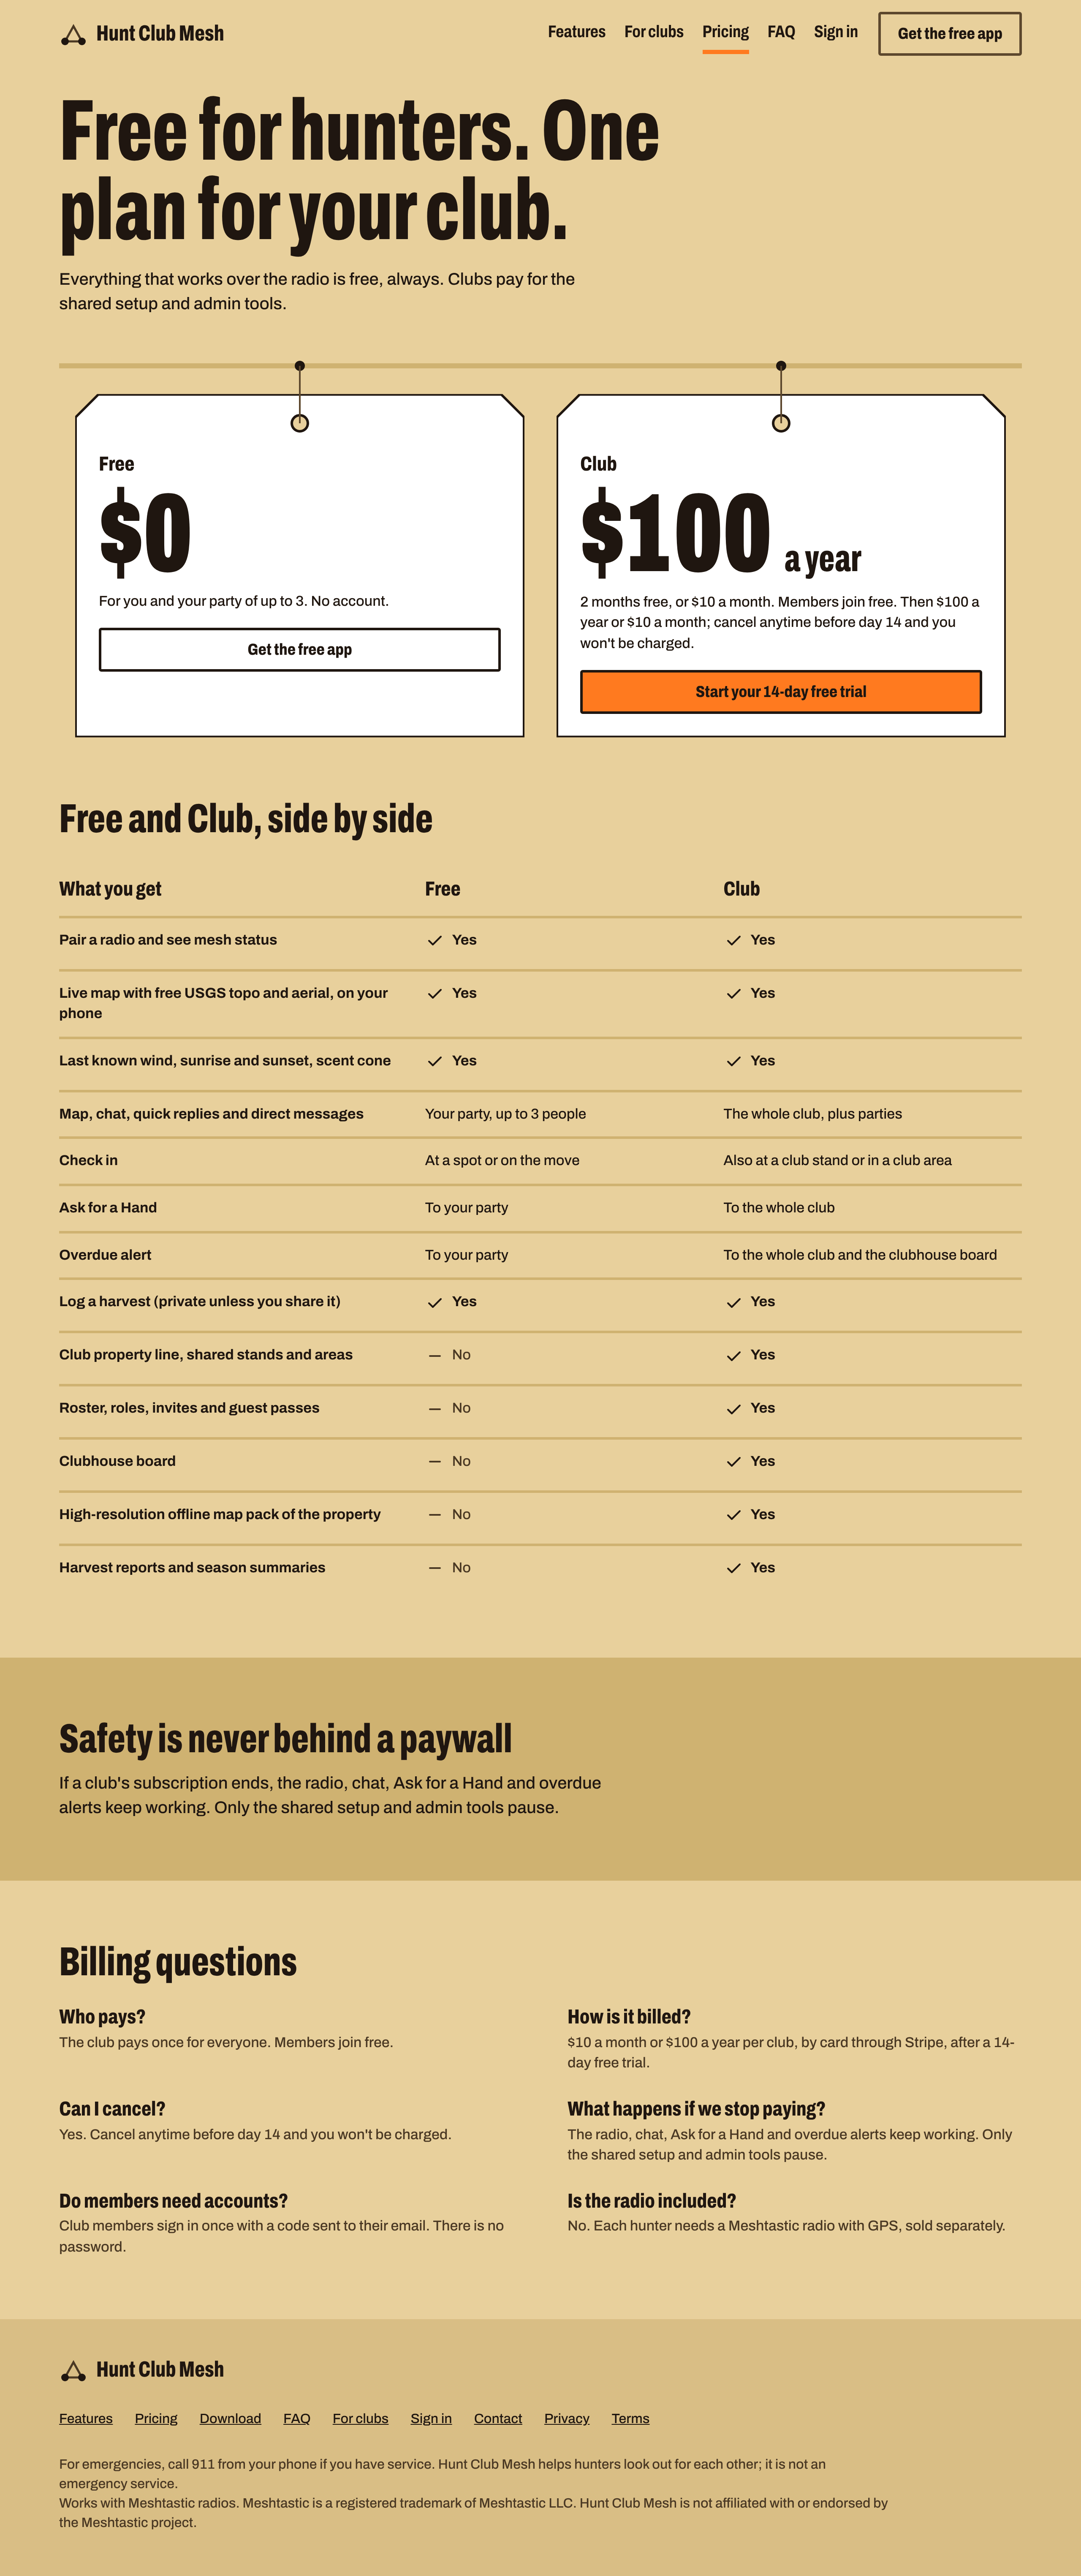 Hunt Club Mesh
Features
For clubs
Pricing
FAQ
Sign in
Get the free app
Free for hunters. One
plan for your club.
Everything that works over the radio is free, always. Clubs pay for the
shared setup and admin tools.
Free
$0
For you and your party of up to 3. No account.
Get the free app
Club
$100 a year
2 months free, or $10 a month. Members join free. Then $100 a
year or $10 a month; cancel anytime before day 14 and you
won't be charged.
Start your 14-day free trial
Free and Club, side by side
What you get Free Club
Pair a radio and see mesh status Yes Yes
Live map with free USGS topo and aerial, on your
phone
Yes Yes
Last known wind, sunrise and sunset, scent cone Yes Yes
Map, chat, quick replies and direct messages Your party, up to 3 people The whole club, plus parties
Check in At a spot or on the move Also at a club stand or in a club area
Ask for a Hand To your party To the whole club
Overdue alert To your party To the whole club and the clubhouse board
Log a harvest (private unless you share it) Yes Yes
Club property line, shared stands and areas No Yes
Roster, roles, invites and guest passes No Yes
Clubhouse board No Yes
High-resolution offline map pack of the property No Yes
Harvest reports and season summaries No Yes
Safety is never behind a paywall
If a club's subscription ends, the radio, chat, Ask for a Hand and overdue
alerts keep working. Only the shared setup and admin tools pause.
Billing questions
Who pays?
The club pays once for everyone. Members join free.
How is it billed?
$10 a month or $100 a year per club, by card through Stripe, after a 14-
day free trial.
Can I cancel?
Yes. Cancel anytime before day 14 and you won't be charged.
What happens if we stop paying?
The radio, chat, Ask for a Hand and overdue alerts keep working. Only
the shared setup and admin tools pause.
Do members need accounts?
Club members sign in once with a code sent to their email. There is no
password.
Is the radio included?
No. Each hunter needs a Meshtastic radio with GPS, sold separately.
Hunt Club Mesh
Features Pricing Download FAQ For clubs Sign in Contact Privacy Terms
For emergencies, call 911 from your phone if you have service. Hunt Club Mesh helps hunters look out for each other; it is not an
emergency service.
Works with Meshtastic radios. Meshtastic is a registered trademark of Meshtastic LLC. Hunt Club Mesh is not affiliated with or endorsed by
the Meshtastic project.